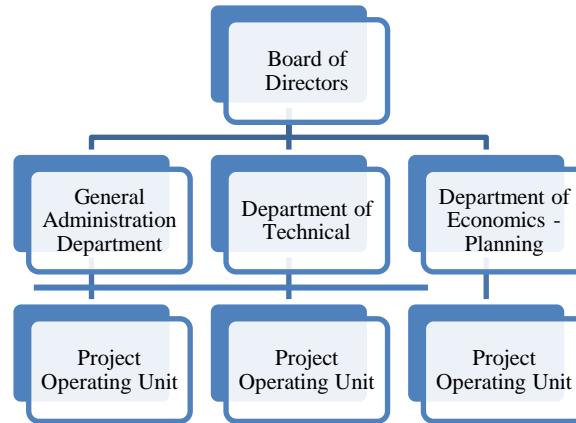 Board of
Directors
General
Administration
Department
Department of
Technical
Department of
Economics -
Planning
Project
Operating Unit
Project
Operating Unit
Project
Operating Unit